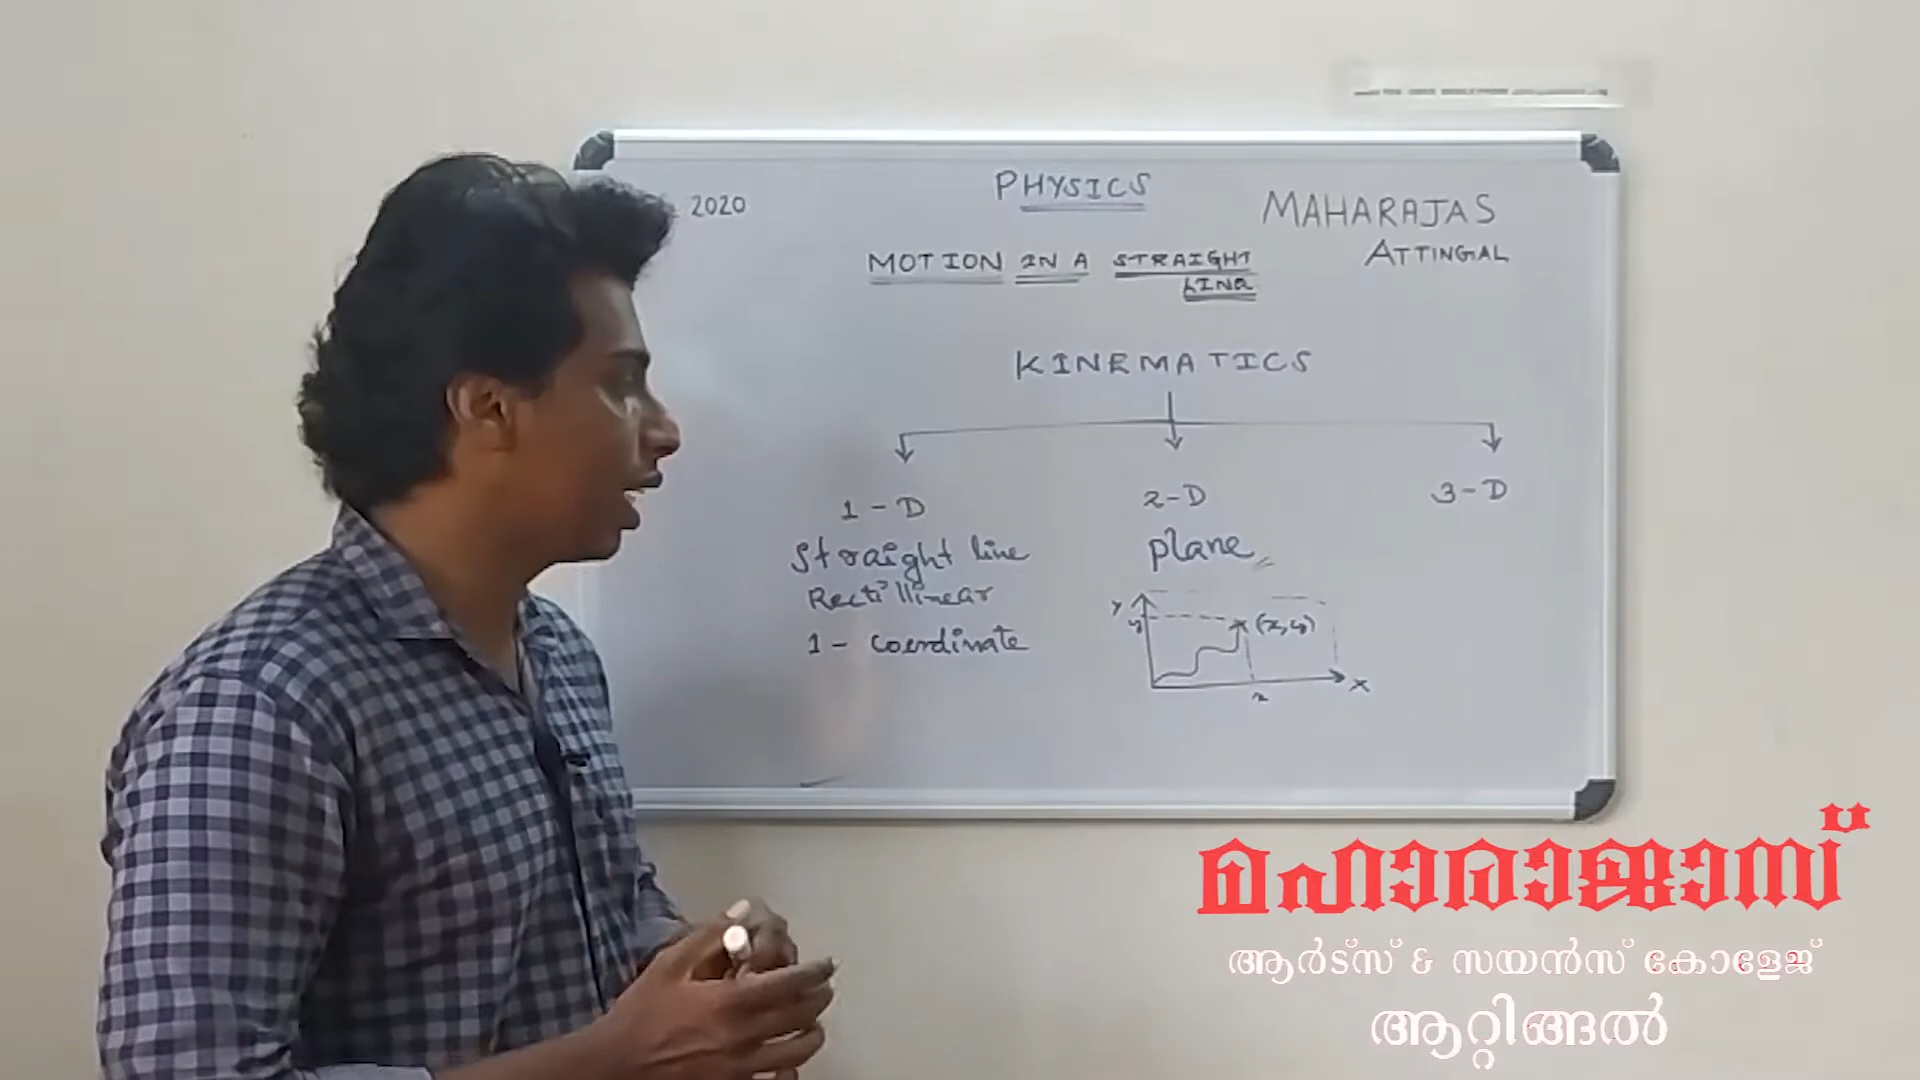 2020
PHYSICS
MAHARAJAS
ATTINGAL
MOTION IN A STRAIGHT
LINE
KINEMATICS
1-D
2-D
3-D
Straight line
Rectillinear
1- coordinate
plane
y
y
(x,y)
x
X
മഹാരാജാസ്
ആർട്സ് & സയൻസ് കോളേജ്
ആറ്റിങ്ങൽ